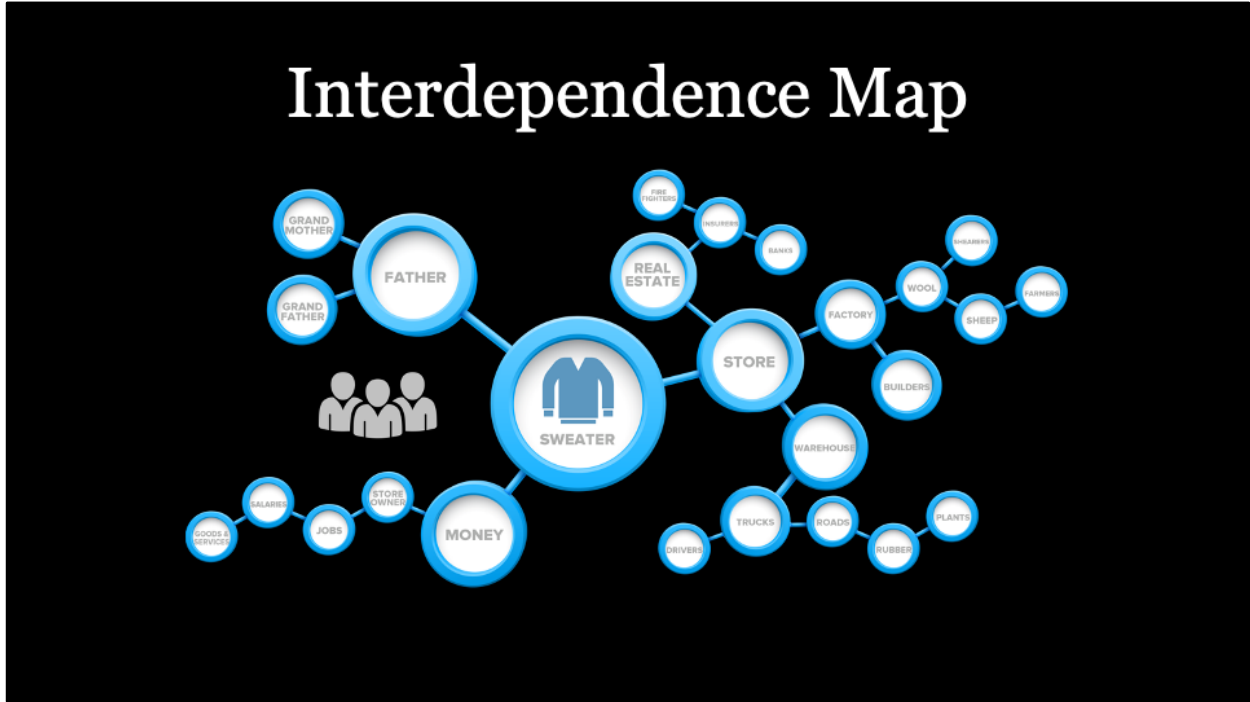 Interdependence Map
GRAND
MOTHER
FATHER
GRAND
FATHER
FIRE
FIGHTERS
INSURERS
BANKS
REAL
ESTATE
SHEARERS
WOOL
FARMERS
SHEEP
FACTORY
STORE
BUILDERS
SWEATER
WAREHOUSE
STORE
OWNER
SALARIES
JOBS
GOODS &
SERVICES
MONEY
TRUCKS
ROADS
PLANTS
DRIVERS
RUBBER